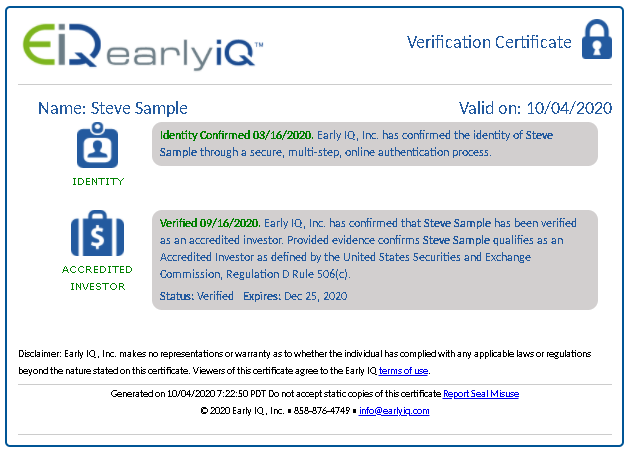 EIQ earlyiQ™
Verification Certificate
Name: Steve Sample
Valid on: 10/04/2020
IDENTITY
Identity Confirmed 03/16/2020. Early IQ, Inc. has confirmed the identity of Steve
Sample through a secure, multi-step, online authentication process.
ACCREDITED
INVESTOR
Verified 09/16/2020. Early IQ, Inc. has confirmed that Steve Sample has been verified
as an accredited investor. Provided evidence confirms Steve Sample qualifies as an
Accredited Investor as defined by the United States Securities and Exchange
Commission, Regulation D Rule 506(c).
Status: Verified Expires: Dec 25, 2020
Disclaimer: Early IQ, Inc. makes no representations or warranty as to whether the individual has complied with any applicable laws or regulations
beyond the nature stated on this certificate. Viewers of this certificate agree to the Early IQ terms of use.
Generated on 10/04/2020 7:22:50 PDT Do not accept static copies of this certificate Report Seal Misuse
© 2020 Early IQ, Inc. • 858-876-4749 • info@earlyiq.com